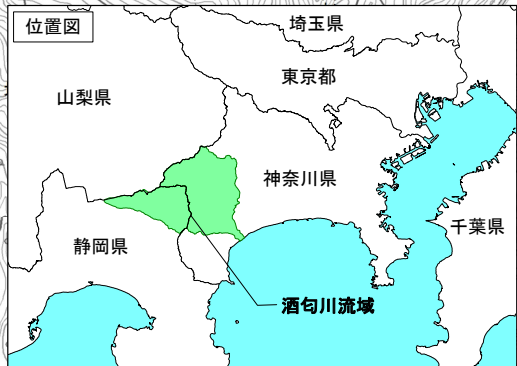 位置図
埼玉県
東京都
山梨県
神奈川県
千葉県
静岡県
酒匂川流域